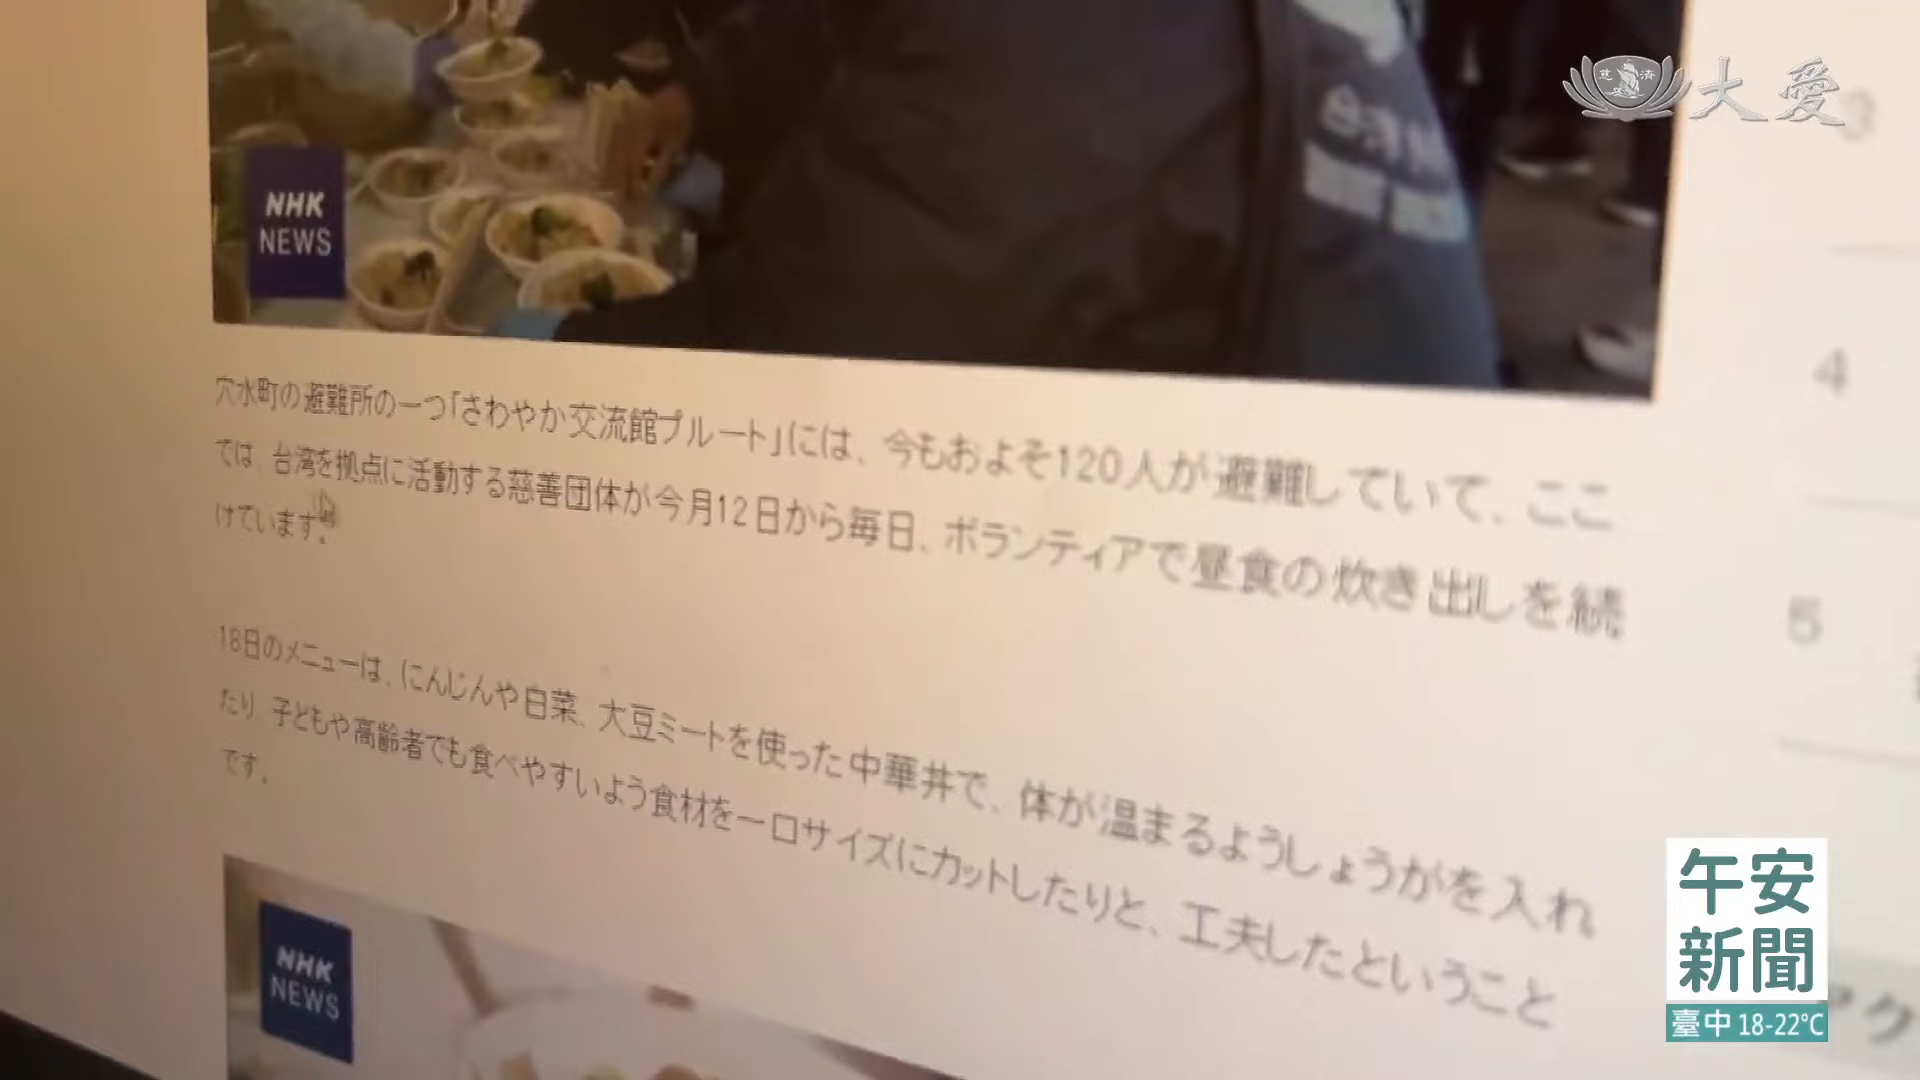 慈濟 大愛
NHK
NEWS
穴水町の避難所の一つ「さわやか交流館プルート」には、今もおよそ120人が避難していて、ここ
では、台湾を拠点に活動する慈善団体が今月12日から毎日、ボランティアで昼食の炊き出しを続
けています。
4
5
18日のメニューは、にんじんや白菜、大豆ミートを使った中華丼で、体が温まるようしょうがを入れ
たり、子どもや高齢者でも食べやすいよう食材を一口サイズにカットしたりと、工夫したということ
です。
NHK
NEWS
午安
新聞
臺中 18-22°C